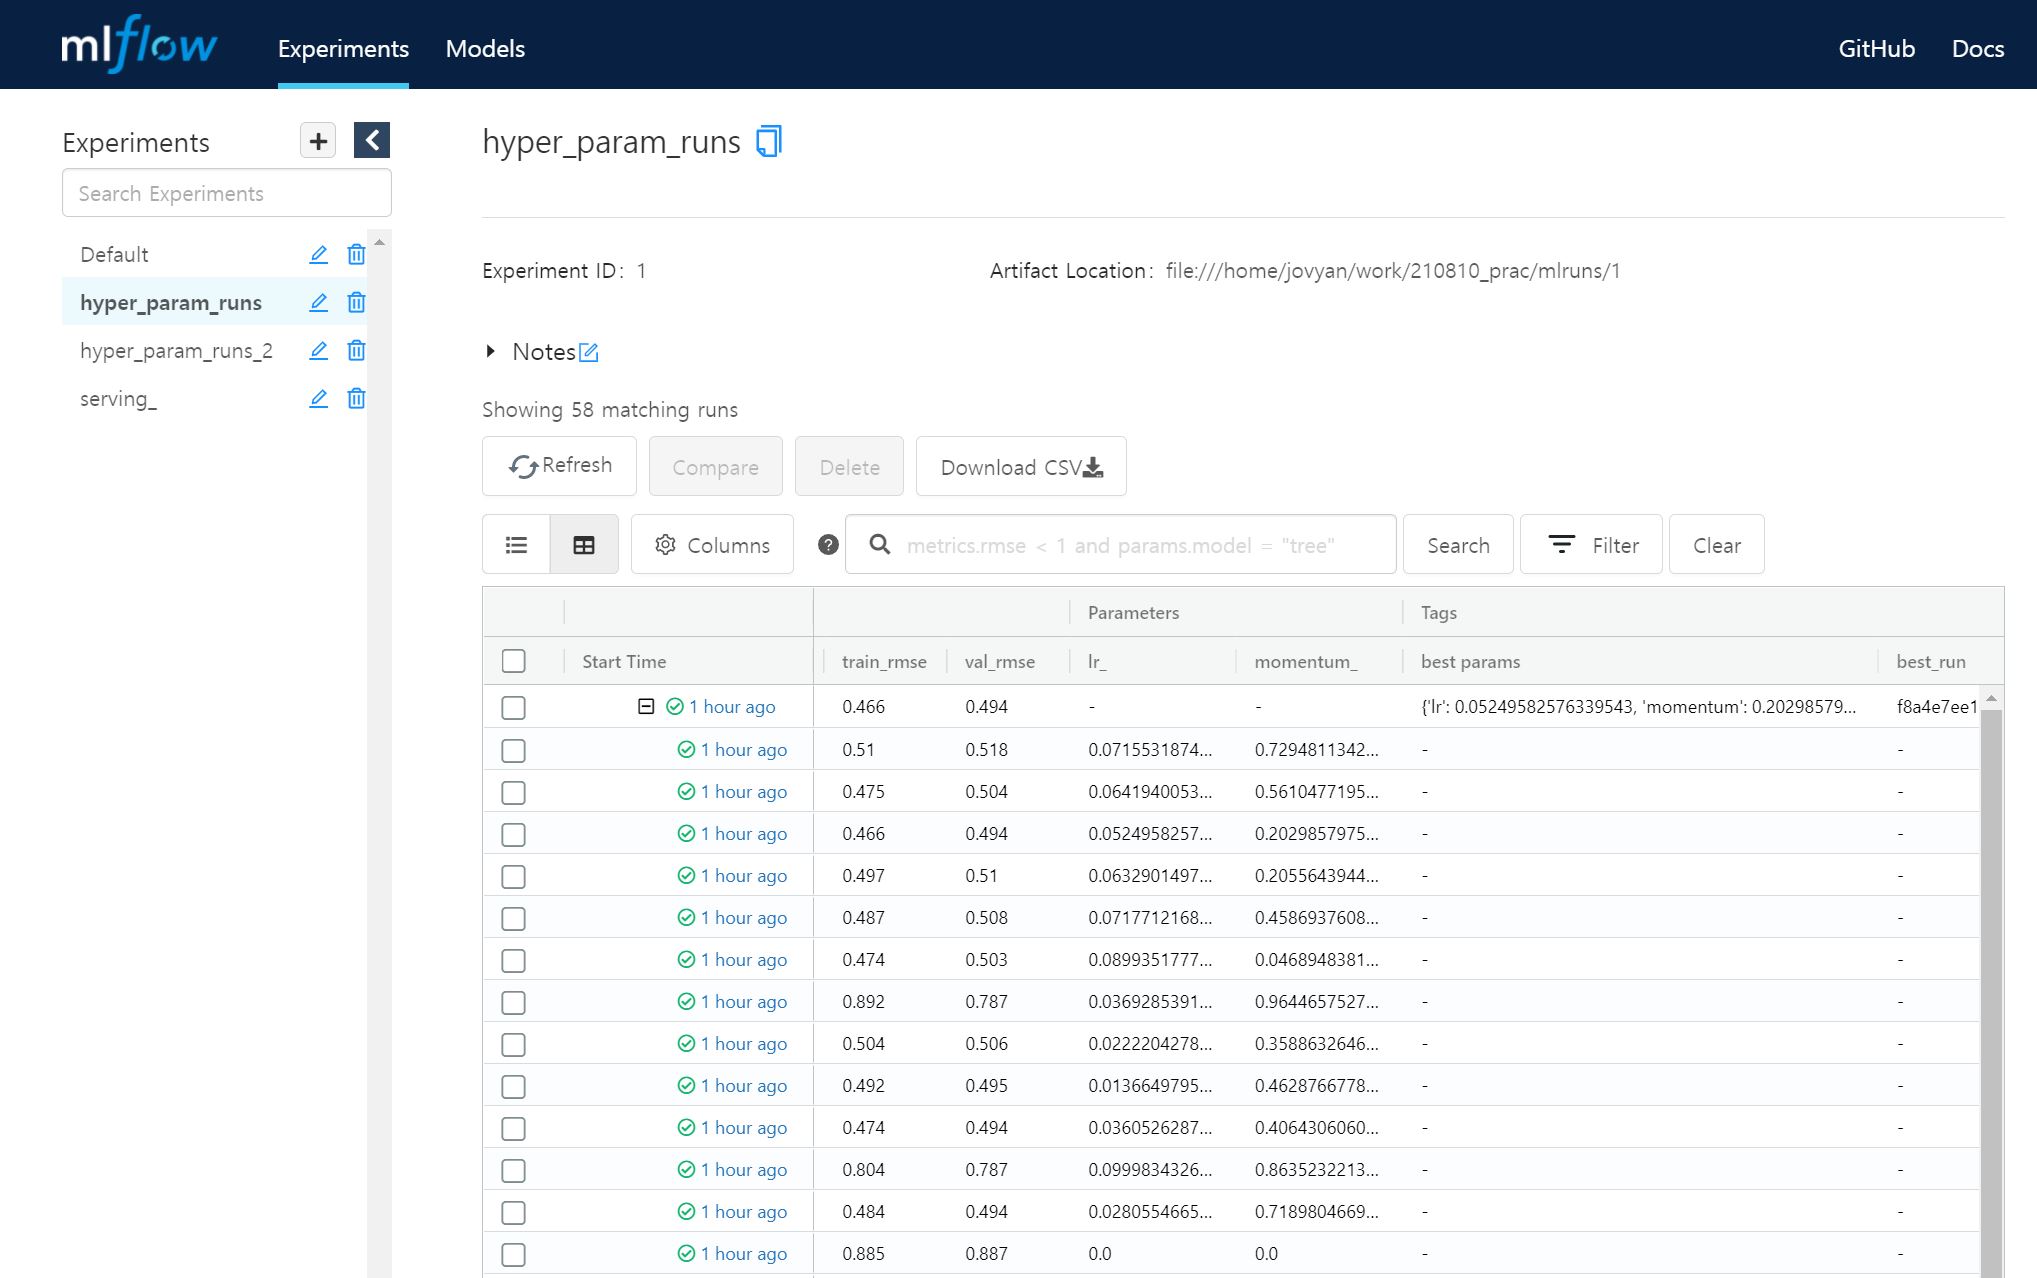 mlflow Experiments Models GitHub Docs
Experiments
Search Experiments
Default
hyper_param_runs
hyper_param_runs_2
serving_
hyper_param_runs
Experiment ID: 1 Artifact Location: file:///home/jovyan/work/210810_prac/mlruns/1
Notes
Showing 58 matching runs
Refresh Compare Delete Download CSV
Columns ? metrics.rmse < 1 and params.model = "tree" Search Filter Clear
Parameters Tags
Start Time train_rmse val_rmse lr_ momentum_ best params best_run
1 hour ago 0.466 0.494 - - {'lr': 0.05249582576339543, 'momentum': 0.20298579... f8a4e7ee1
1 hour ago 0.51 0.518 0.0715531874... 0.7294811342... - -
1 hour ago 0.475 0.504 0.0641940053... 0.5610477195... - -
1 hour ago 0.466 0.494 0.0524958257... 0.2029857975... - -
1 hour ago 0.497 0.51 0.0632901497... 0.2055643944... - -
1 hour ago 0.487 0.508 0.0717712168... 0.4586937608... - -
1 hour ago 0.474 0.503 0.0899351777... 0.0468948381... - -
1 hour ago 0.892 0.787 0.0369285391... 0.9644657527... - -
1 hour ago 0.504 0.506 0.0222204278... 0.3588632646... - -
1 hour ago 0.492 0.495 0.0136649795... 0.4628766778... - -
1 hour ago 0.474 0.494 0.0360526287... 0.4064306060... - -
1 hour ago 0.804 0.787 0.0999834326... 0.8635232213... - -
1 hour ago 0.484 0.494 0.0280554665... 0.7189804669... - -
1 hour ago 0.885 0.887 0.0 0.0 - -